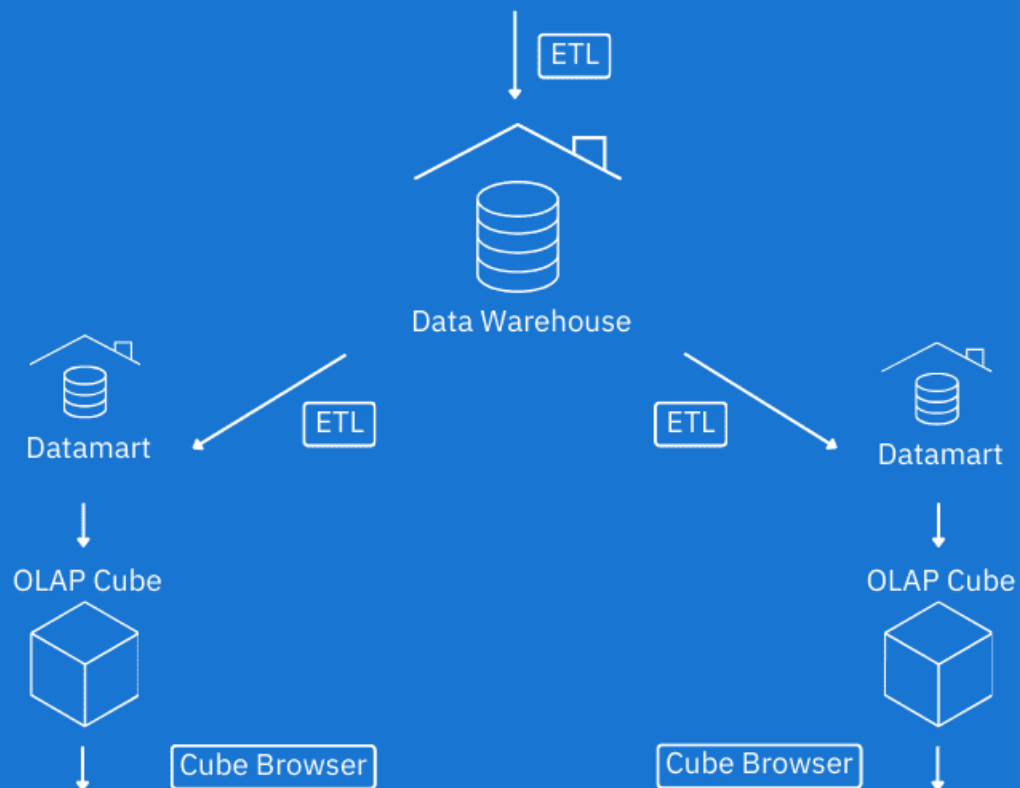 ETL
Data Warehouse
ETL
ETL
Datamart
Datamart
OLAP Cube
OLAP Cube
Cube Browser
Cube Browser